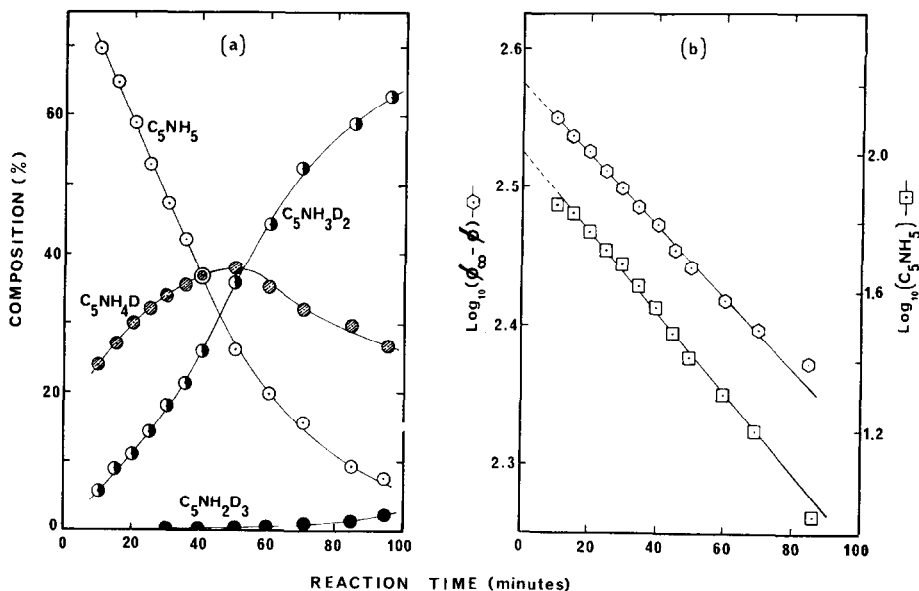 (a)
COMPOSITION (%)
60
40
20
0
C₅NH₅
C₅NH₄D
C₅NH₃D₂
C₅NH₂D₃
0 20 40 60 80 100
(b)
Log₁₀(ϕ∞-ϕ)
2.6
2.5
2.4
2.3
0 20 40 60 80 100
2.0
1.6
1.2
Log₁₀(C₅NH₅)
REACTION TIME (minutes)